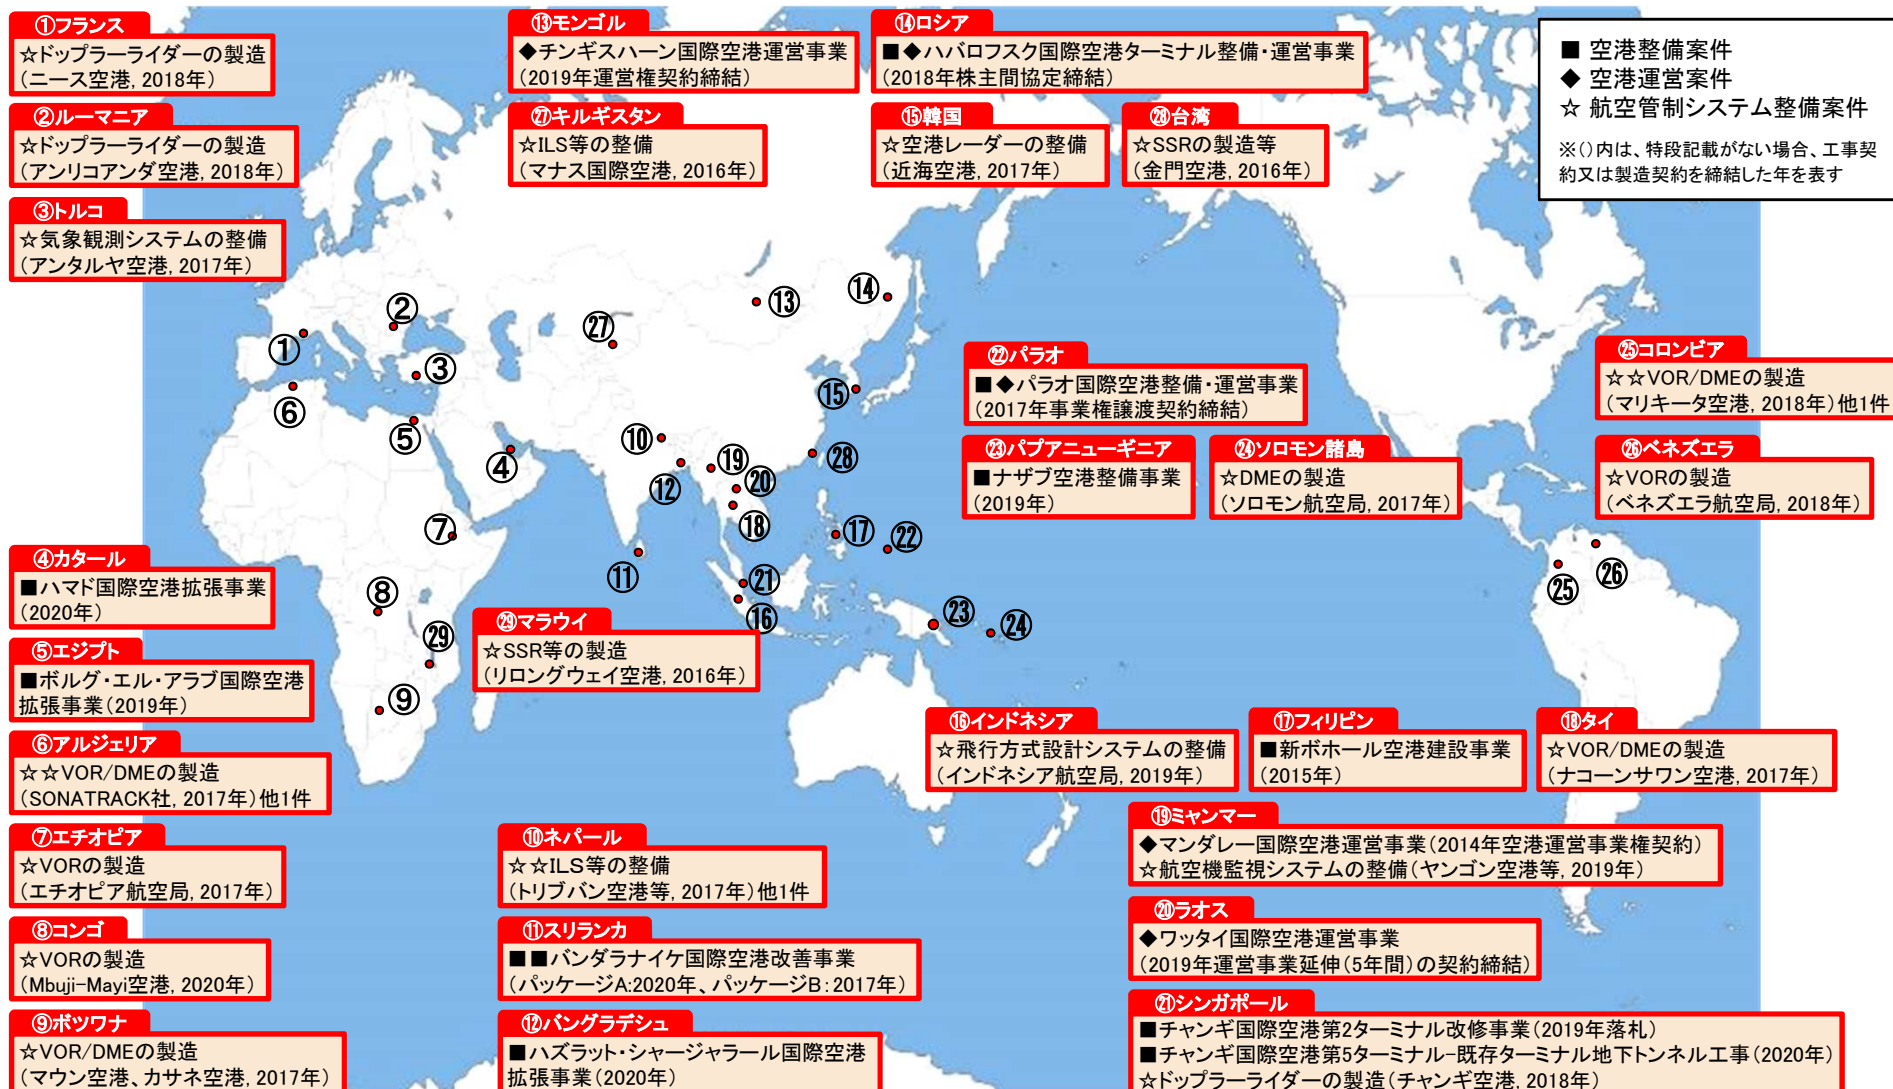 ①フランス
☆ドップラーライダーの製造
（ニース空港, 2018年）
②ルーマニア
☆ドップラーライダーの製造
（アンリコアンダ空港, 2018年）
③トルコ
☆気象観測システムの整備
（アンタルヤ空港, 2017年）
⑬モンゴル
◆チンギスハーン国際空港運営事業
（2019年運営権契約締結）
㉗キルギスタン
☆ILS等の整備
（マナス国際空港, 2016年）
⑭ロシア
■◆ハバロフスク国際空港ターミナル整備・運営事業
（2018年株主間協定締結）
⑮韓国
☆空港レーダーの整備
（近海空港, 2017年）
㉘台湾
☆SSRの製造等
（金門空港, 2016年）
■ 空港整備案件
◆ 空港運営案件
☆ 航空管制システム整備案件
※（）内は、特段記載がない場合、工事契
約又は製造契約を締結した年を表す
⑬
⑭
②
㉗
①
③
⑮
⑥
⑤
④
⑩
⑲
㉘
⑫
⑳
⑱
⑦
⑰
㉒
⑪
㉑
⑧
⑯
㉓
㉔
㉙
⑨
㉕
㉖
㉒パラオ
■◆パラオ国際空港整備・運営事業
（2017年事業権譲渡契約締結）
㉓パプアニューギニア
■ナザブ空港整備事業
（2019年）
㉔ソロモン諸島
☆DMEの製造
（ソロモン航空局, 2017年）
㉕コロンビア
☆☆VOR/DMEの製造
（マリキータ空港, 2018年）他1件
㉖ベネズエラ
☆VORの製造
（ベネズエラ航空局, 2018年）
④カタール
■ハマド国際空港拡張事業
（2020年）
⑤エジプト
■ボルグ・エル・アラブ国際空港
拡張事業（2019年）
⑥アルジェリア
☆☆VOR/DMEの製造
（SONATRACK社, 2017年）他1件
⑦エチオピア
☆VORの製造
（エチオピア航空局, 2017年）
⑧コンゴ
☆VORの製造
（Mbuji-Mayi空港, 2020年）
⑨ボツワナ
☆VOR/DMEの製造
（マウン空港、カサネ空港, 2017年）
㉙マラウイ
☆SSR等の製造
（リロングウェイ空港, 2016年）
⑩ネパール
☆☆ILS等の整備
（トリブバン空港等, 2017年）他1件
⑪スリランカ
■■バンダラナイケ国際空港改善事業
（パッケージA:2020年、パッケージB：2017年）
⑫バングラデシュ
■ハズラット・シャージャラール国際空港
拡張事業（2020年）
⑯インドネシア
☆飛行方式設計システムの整備
（インドネシア航空局, 2019年）
⑰フィリピン
■新ボホール空港建設事業
（2015年）
⑱タイ
☆VOR/DMEの製造
（ナコーンサワン空港, 2017年）
⑲ミャンマー
◆マンダレー国際空港運営事業（2014年空港運営事業権契約）
☆航空機監視システムの整備（ヤンゴン空港等, 2019年）
⑳ラオス
◆ワッタイ国際空港運営事業
（2019年運営事業延伸（5年間）の契約締結）
㉑シンガポール
■チャンギ国際空港第2ターミナル改修事業（2019年落札）
■チャンギ国際空港第5ターミナル-既存ターミナル地下トンネル工事（2020年）
☆ドップラーライダーの製造（チャンギ空港, 2018年）